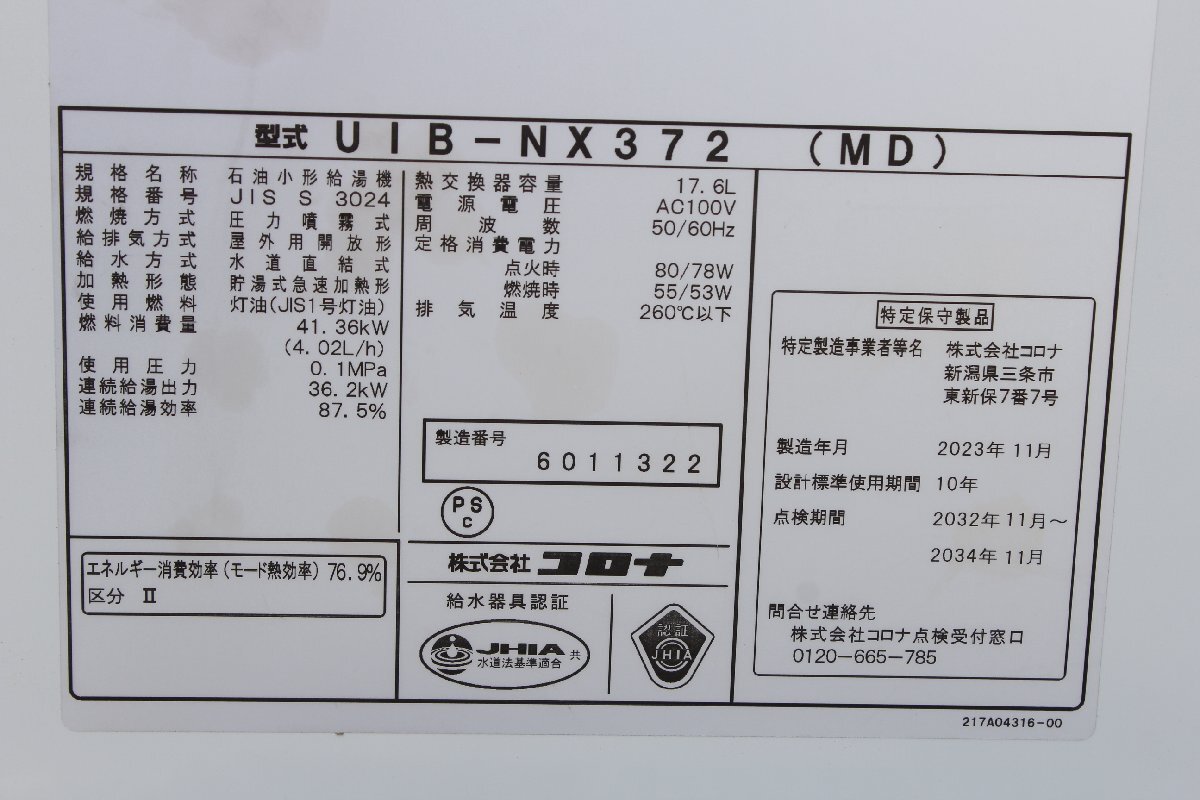 型式 UIB-NX372 (MD)
規格名称 石油小形給湯機
規格番号 JIS S 3024
燃焼方式 圧力噴霧式
給排気方式 屋外用開放形
給水方式 水道直結式
加熱形態 貯湯式急速加熱形
使用燃料 灯油(JIS1号灯油)
燃料消費量 41.36kW
(4.02L/h)
使用圧力 0.1MPa
連続給湯出力 36.2kW
連続給湯効率 87.5%
エネルギー消費効率(モード熱効率) 76.9%
区分 Ⅱ
熱交換器容量 17.6L
電源電圧 AC100V
周波数 50/60Hz
定格消費電力
点火時 80/78W
燃焼時 55/53W
排気温度 260℃以下
製造番号
6011322
PS
C
株式会社 コロナ
給水器具認証
JHIA
水道法基準適合 共
認証
JHIA
特定保守製品
特定製造事業者等名 株式会社コロナ
新潟県三条市
東新保7番7号
製造年月 2023年11月
設計標準使用期間 10年
点検期間 2032年11月~
2034年11月
問合せ連絡先
株式会社コロナ点検受付窓口
0120-665-785
217A04316-00